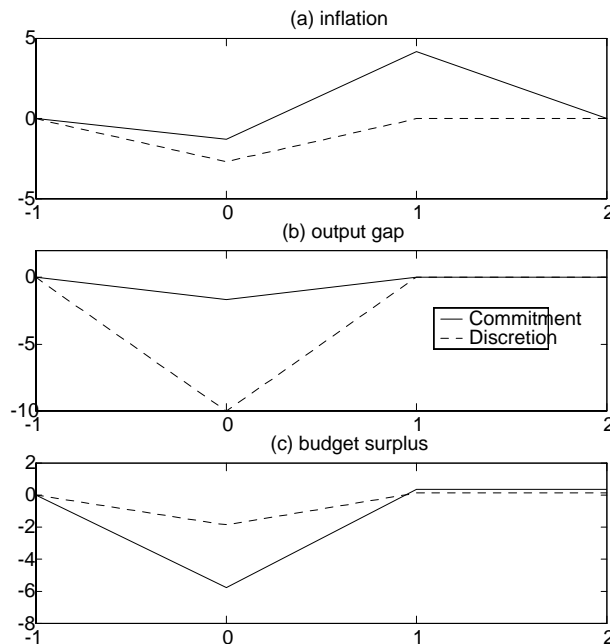 (a) inflation
5
0
-5
-1 0 1 2
(b) output gap
0
-5
-10
Commitment
Discretion
-1 0 1 2
(c) budget surplus
2
0
-2
-4
-6
-8
-1 0 1 2